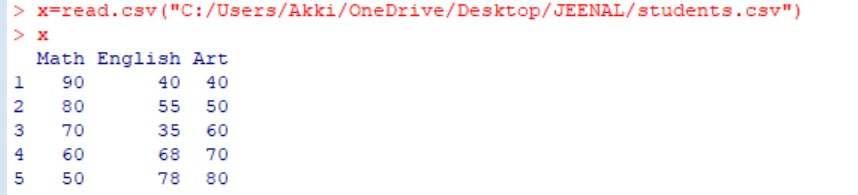 > x=read.csv("C:/Users/Akki/OneDrive/Desktop/JEENAL/students.csv")
> x
  Math English Art
1   90      40  40
2   80      55  50
3   70      35  60
4   60      68  70
5   50      78  80